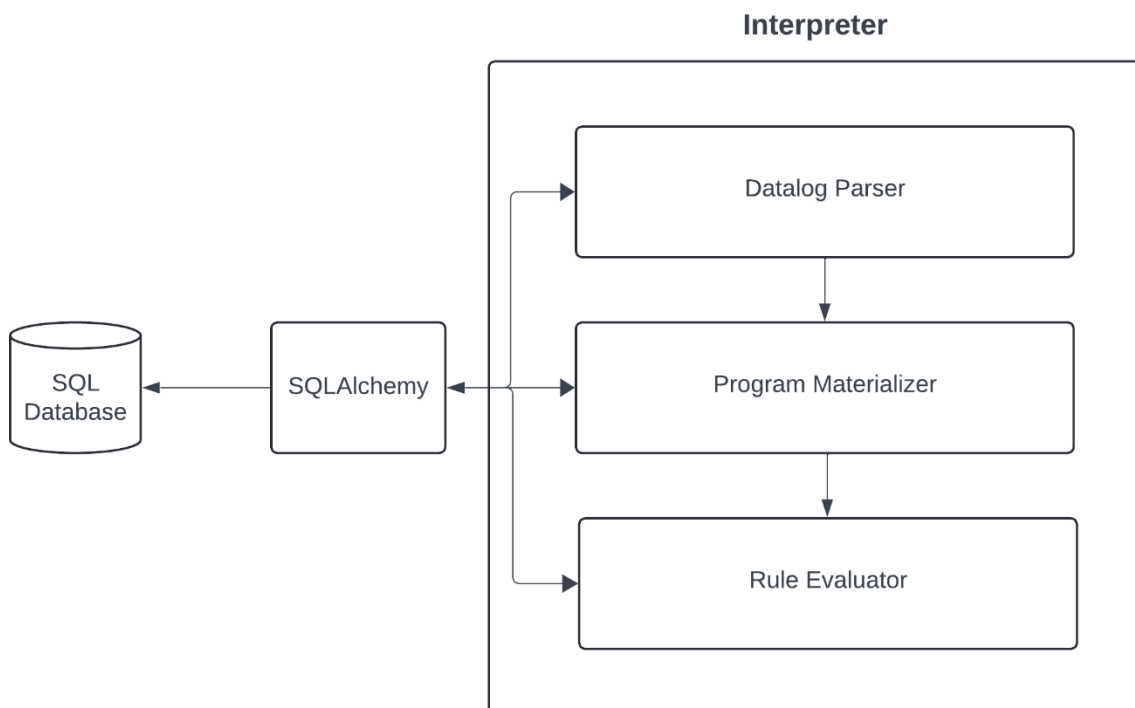 Interpreter
Datalog Parser
SQL
Database
SQLAlchemy
Program Materializer
Rule Evaluator